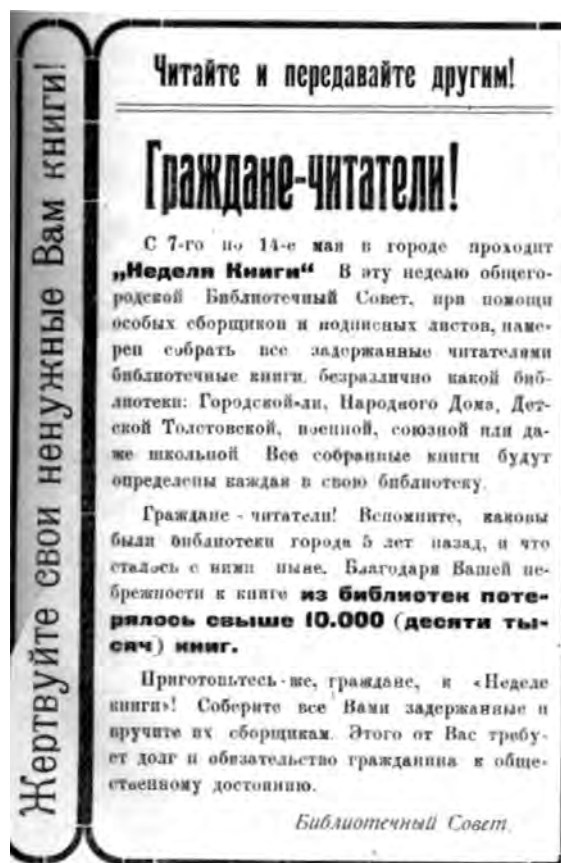 Жертвуйте свои ненужные Вам книги!
Читайте и передавайте другим!
Граждане-читатели!
С 7-го по 14-е мая в городе проходит
„Неделя Книги“ В эту неделю общего-
родской Библиотечный Совет, при помощи
особых сборщиков и подписных листов, наме-
рен собрать все задержанные читателями
библиотечные книги, безразлично какой биб-
лиотеки: Городской-ли, Народного Дома, Дет-
ской Толстовской, военной, союзной или да-
же школьной Все собранные книги будут
определены каждая в свою библиотеку.
Граждане - читатели! Вспомните, каковы
были библиотеки города 5 лет назад, и что
сталось с ними ныне. Благодаря Вашей не-
брежности к книге из библиотек поте-
рялось свыше 10.000 (десяти ты-
сяч) книг.
Приготовьтесь-же, граждане, к «Неделе
книги»! Соберите все Вами задержанные и
вручите их сборщикам. Этого от Вас требу-
ет долг и обязательство гражданина к обще-
ственному достоянию.
Библиотечный Совет.